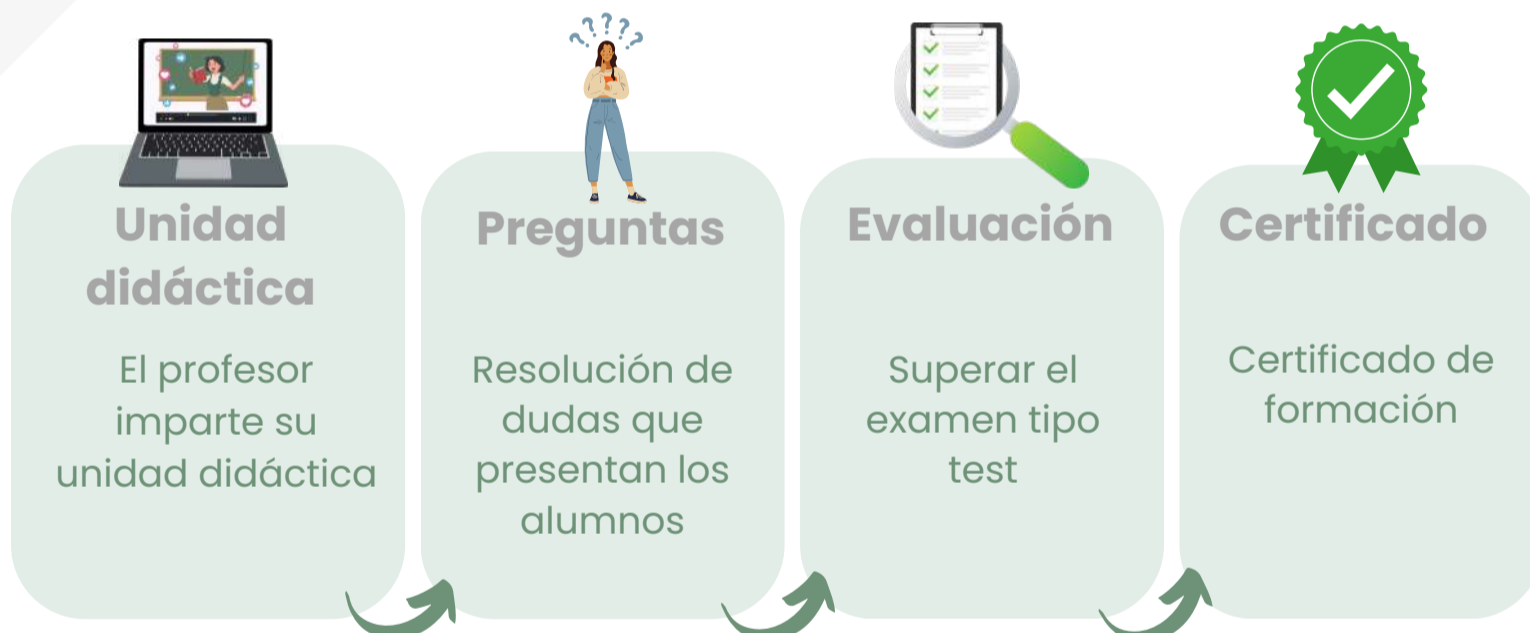 Unidad
didáctica
El profesor
imparte su
unidad didáctica
Preguntas
Resolución de
dudas que
presentan los
alumnos
Evaluación
Superar el
examen tipo
test
Certificado
Certificado de
formación